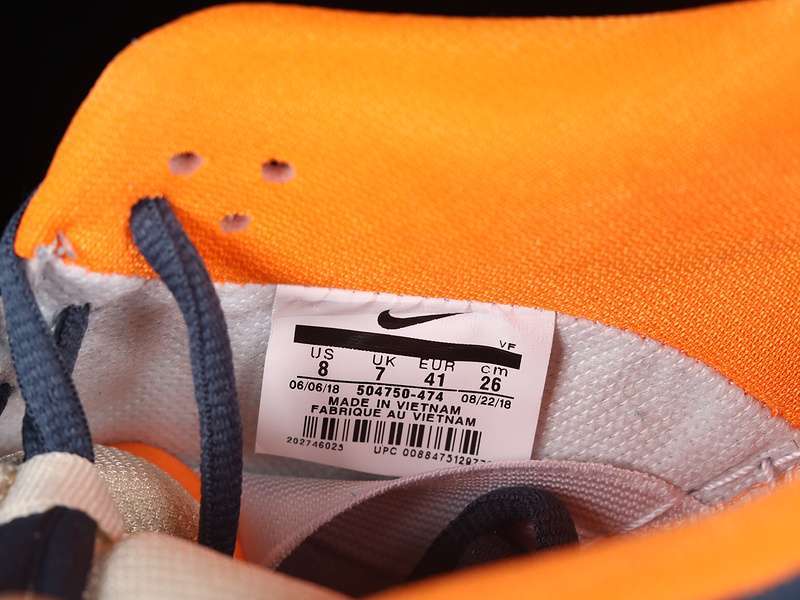 VF
US UK EUR cm
8 7 41 26
06/06/18 504750-474 08/22/18
MADE IN VIETNAM
FABRIQUE AU VIETNAM
202746025 UPC